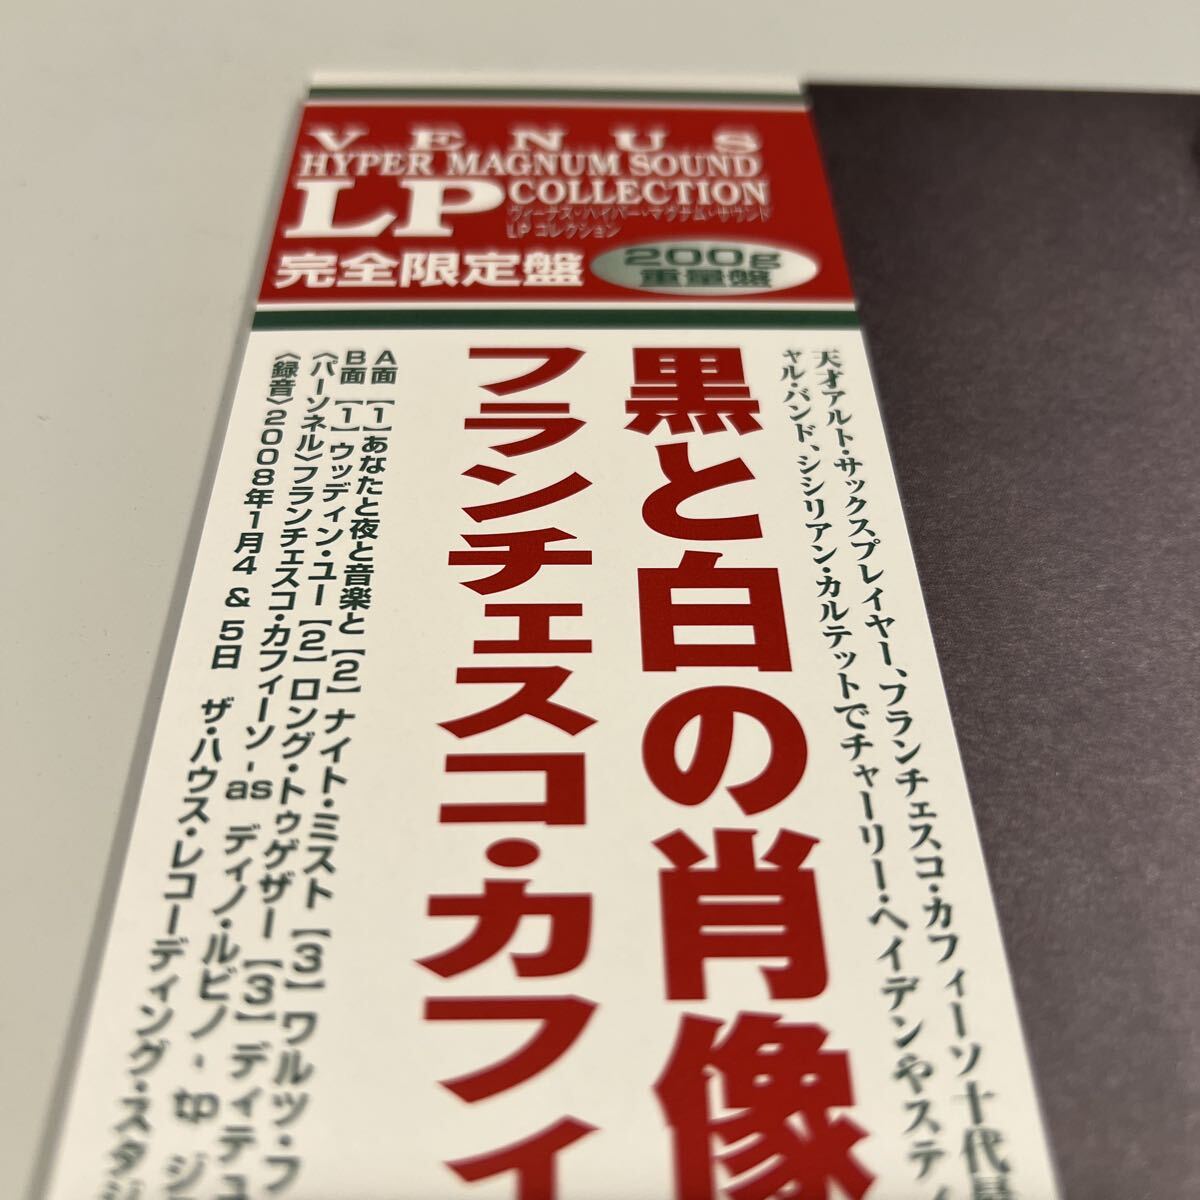 VENUS
HYPER MAGNUM SOUND
LP COLLECTION
ヴィーナス・ハイパー・マグナム・サウンド
LPコレクション
完全限定盤
200g
重量盤
天才アルト・サックスプレイヤー、フランチェスコ・カフィーソ十代最
ャル・バンド、シシリアン・カルテットでチャーリー・ヘイデンやスティ
黒と白の肖像
フランチェスコ・カフィ
A面 [1]あなたと夜と音楽と [2]ナイト・ミスト [3]ワルツ・フ
B面 [1]ウッディン・ユー [2]ロング・トゥゲザー [3]ディテュ
〈パーソネル〉フランチェスコ・カフィーソ-as ディノ・ルビノ-tp ジ
〈録音〉2008年1月4&5日 ザ・ハウス・レコーディング・スタジ